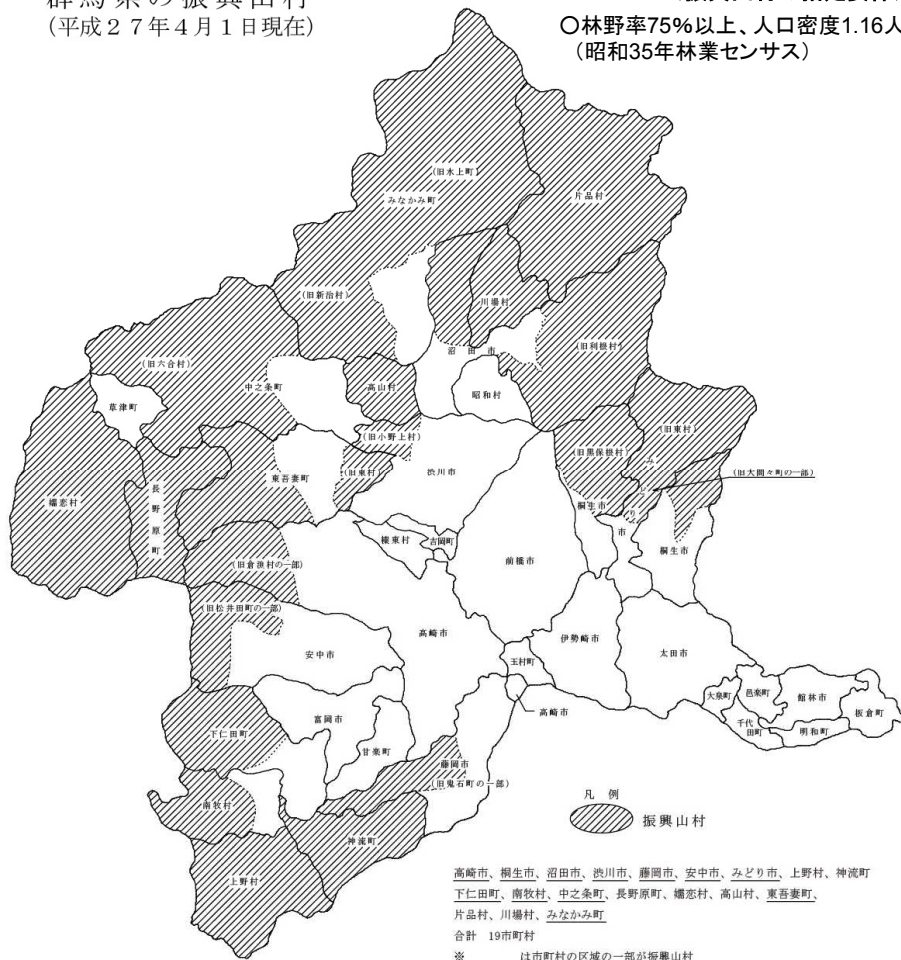 群馬県の振興山村
(平成27年4月1日現在)
〇林野率75%以上、人口密度1.16人
(昭和35年林業センサス)
(旧水上町)
みなかみ町
片品村
(旧新治村)
川場村
(旧六合村)
沼田市
(旧利根村)
中之条町
高山村
昭和村
草津町
(旧小野上村)
(旧黒保根村)
(旧東村)
東吾妻町
(旧東村)
渋川市
(旧大間々町の一部)
嬬恋村
長野原町
桐生市
みどり市
桐生市
榛東村
吉岡町
前橋市
(旧倉渕村の一部)
(旧松井田町の一部)
高崎市
伊勢崎市
安中市
太田市
玉村町
大泉町
邑楽町
館林市
板倉町
高崎市
富岡市
千代田町
明和町
下仁田町
甘楽町
藤岡市
(旧鬼石町の一部)
南牧村
凡例
振興山村
神流町
上野村
高崎市、桐生市、沼田市、渋川市、藤岡市、安中市、みどり市、上野村、神流町
下仁田町、南牧村、中之条町、長野原町、嬬恋村、高山村、東吾妻町、
片品村、川場村、みなかみ町
合計 19市町村
※ は市町村の区域の一部が振興山村